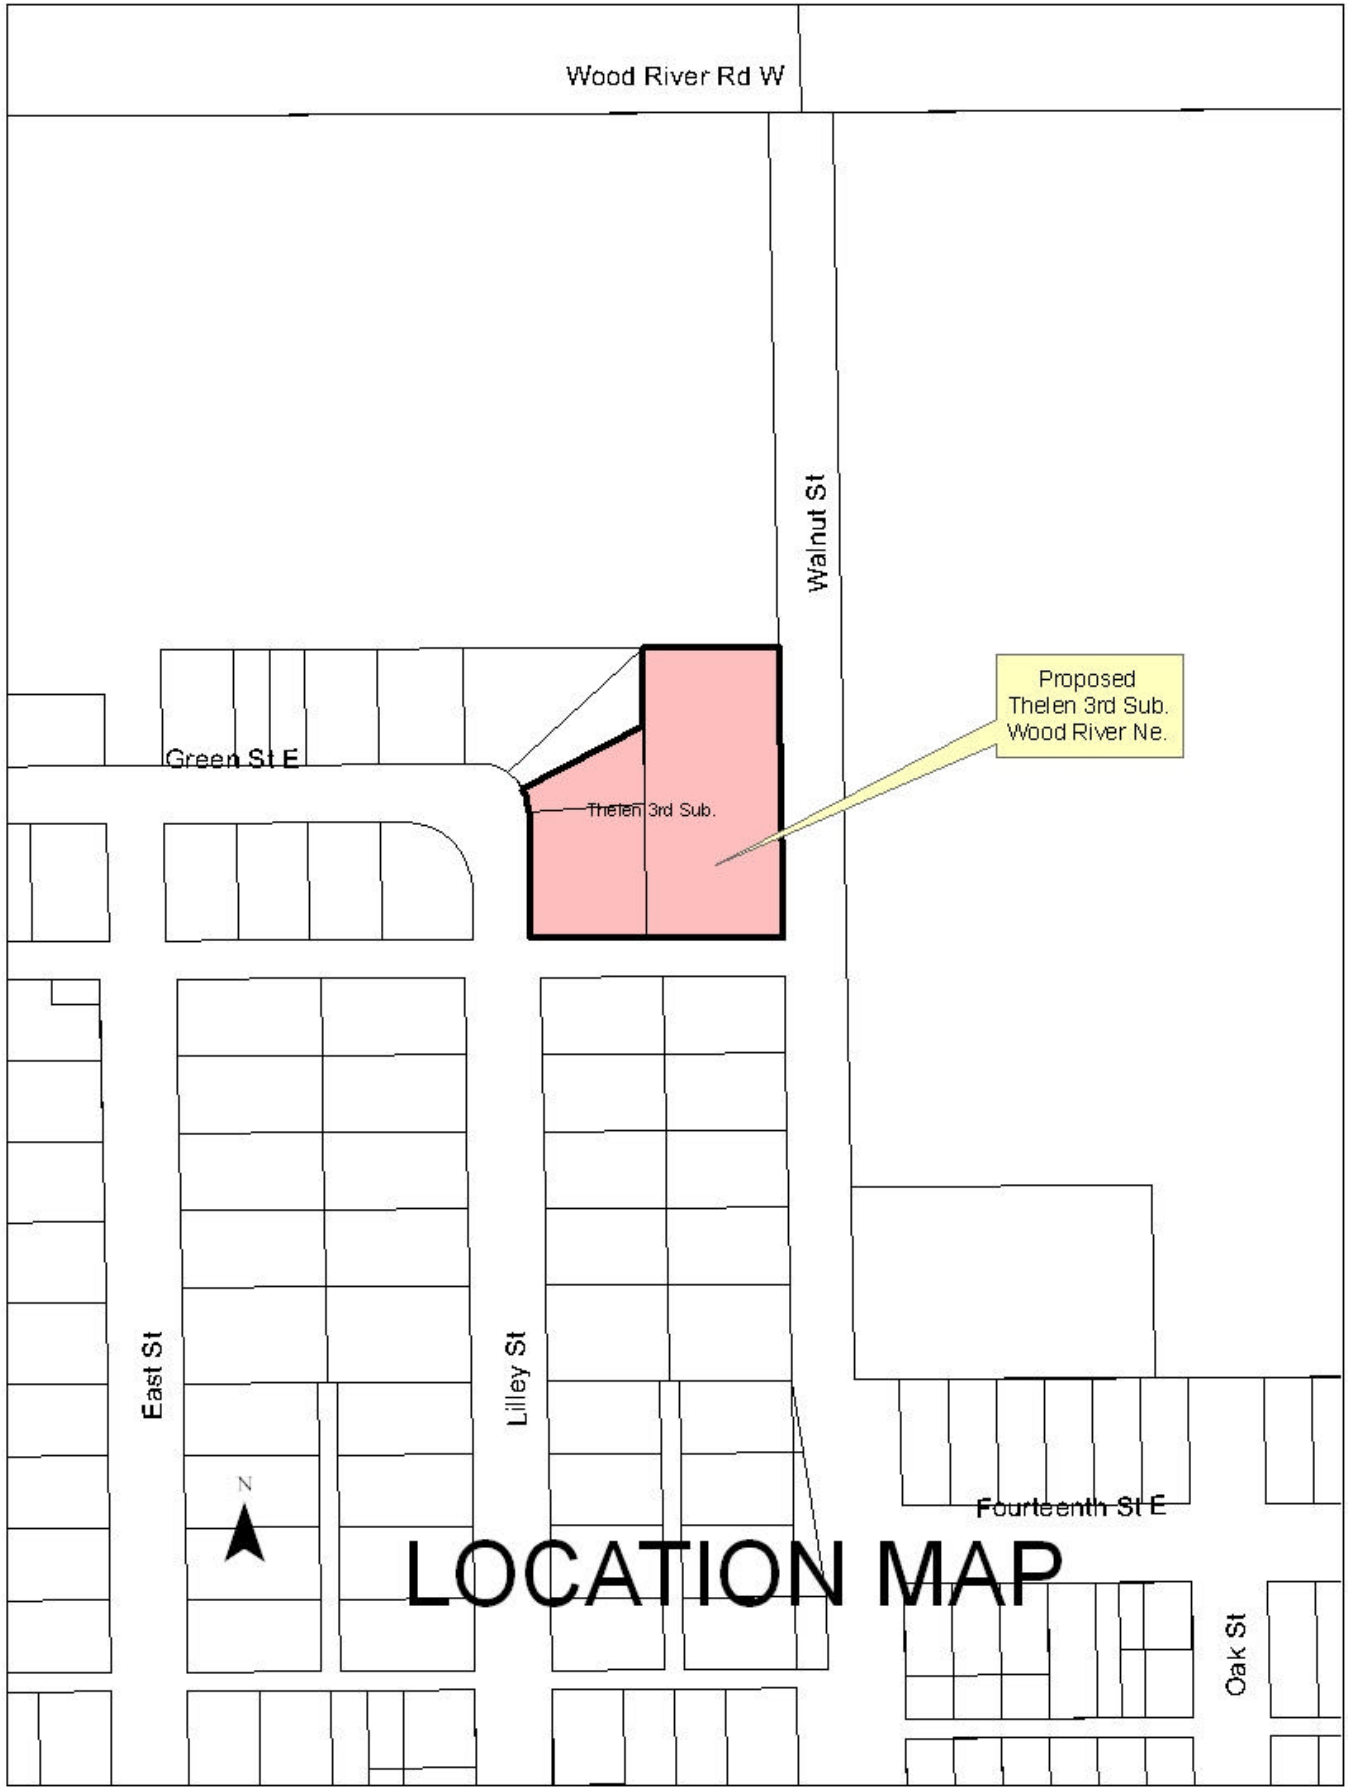 Wood River Rd W
Walnut St
Proposed
Thelen 3rd Sub.
Wood River Ne.
Green St E
Thelen 3rd Sub.
East St
Lilley St
N
Fourteenth St E
LOCATION MAP
Oak St